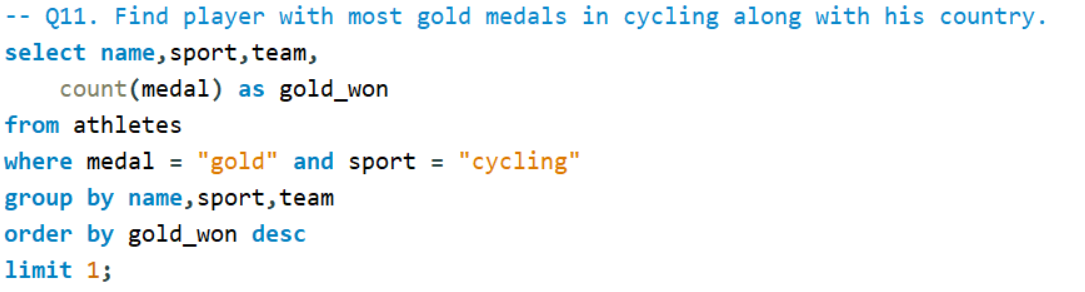 -- Q11. Find player with most gold medals in cycling along with his country.
select name,sport,team,
    count(medal) as gold_won
from athletes
where medal = "gold" and sport = "cycling"
group by name,sport,team
order by gold_won desc
limit 1;